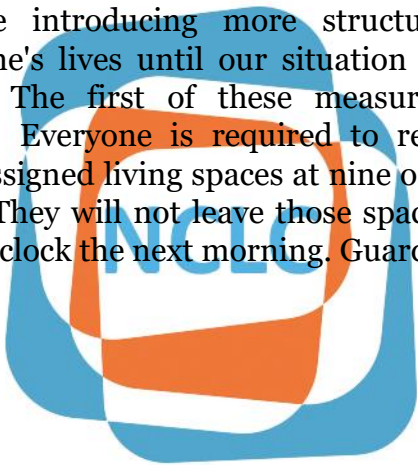 e introducing more structu
ne's lives until our situation
The first of these measur
Everyone is required to re
ssigned living spaces at nine o
They will not leave those spac
clock the next morning. Guard
NCLC